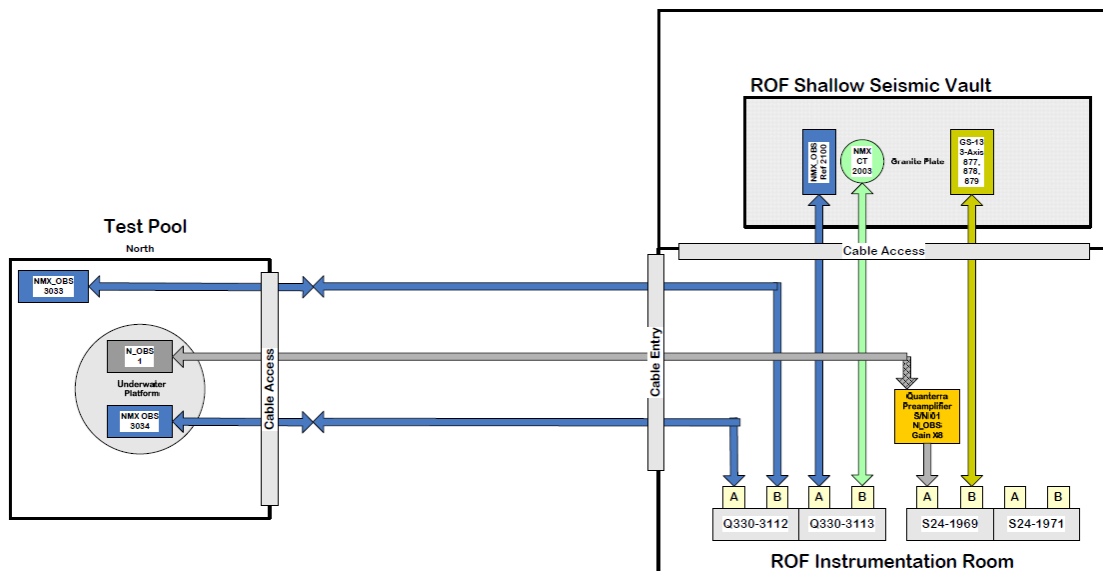 ROF Shallow Seismic Vault
NMX_OBS
Ref 2100
NMX
CT
2003
Granite Plate
GS-13
3-Axis
877,
878,
879
Cable Access
Test Pool
North
NMX_OBS
3033
N_OBS
1
Underwater
Platform
NMX OBS
3034
Cable Access
Cable Entry
Quanterra
Preamplifier
S/N 01
N_OBS
Gain X8
A
B
A
B
A
B
A
B
Q330-3112
Q330-3113
S24-1969
S24-1971
ROF Instrumentation Room